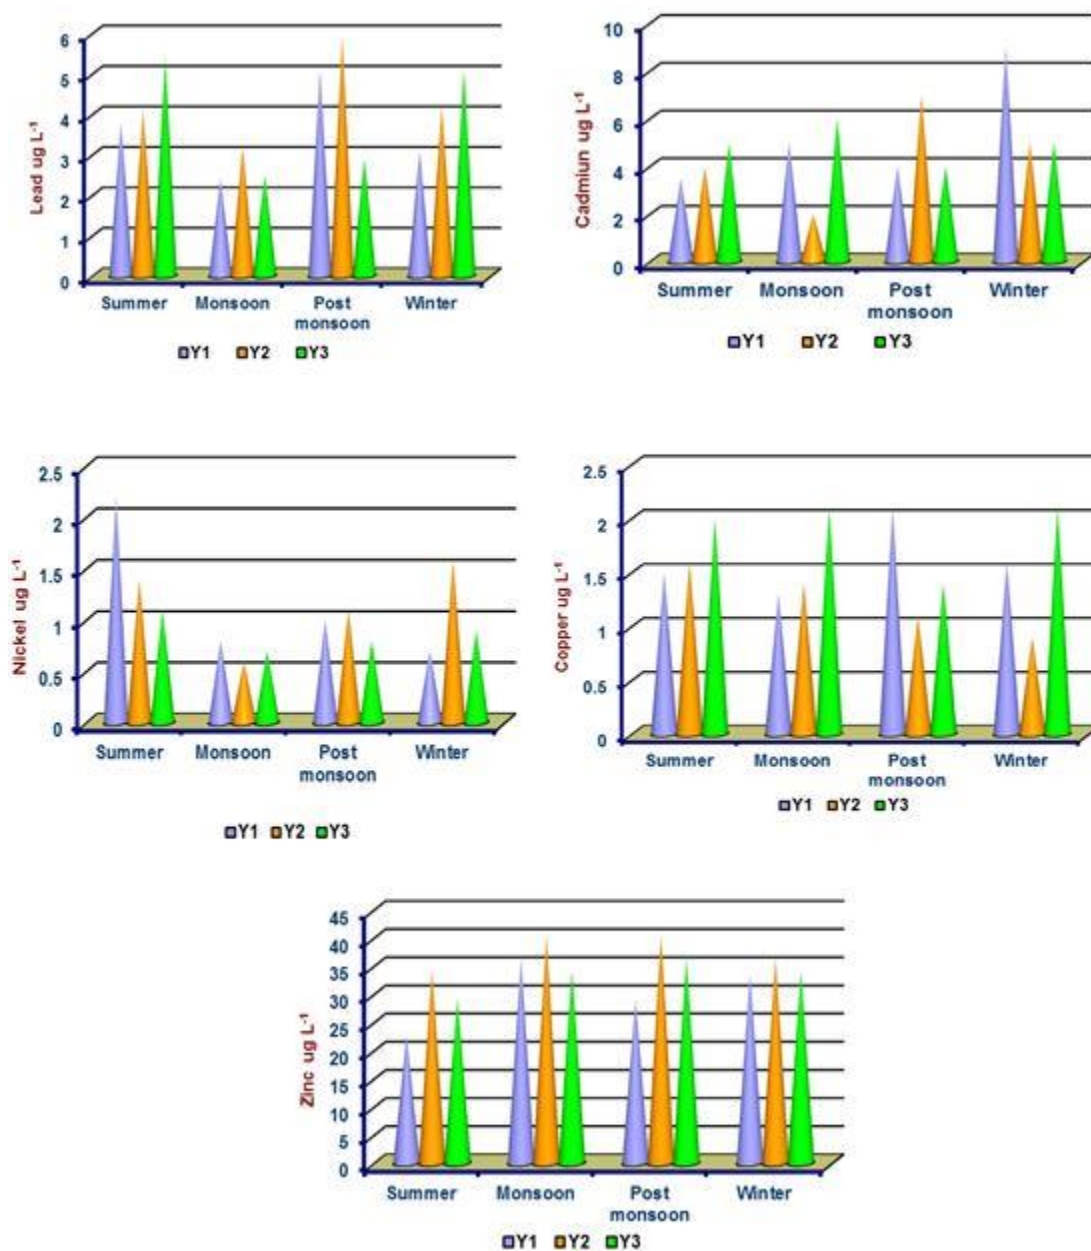 6
5
4
3
2
1
0
Lead ug L-1
Summer Monsoon Post monsoon Winter
Y1 Y2 Y3
10
8
6
4
2
0
Cadmiun ug L-1
Summer Monsoon Post monsoon Winter
Y1 Y2 Y3
2.5
2
1.5
1
0.5
0
Nickel ug L-1
Summer Monsoon Post monsoon Winter
Y1 Y2 Y3
2.5
2
1.5
1
0.5
0
Copper ug L-1
Summer Monsoon Post monsoon Winter
Y1 Y2 Y3
45
40
35
30
25
20
15
10
5
0
Zinc ug L-1
Summer Monsoon Post monsoon Winter
Y1 Y2 Y3